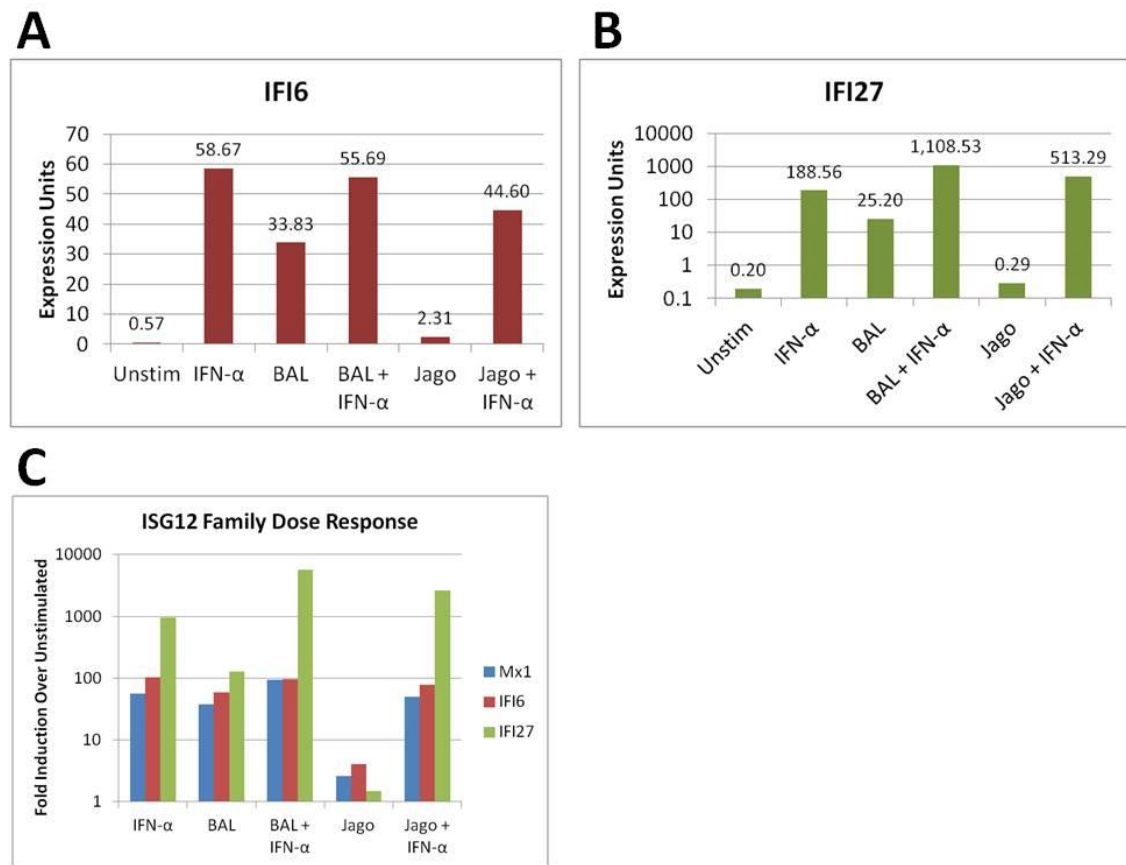 A
IFI6
Expression Units
70
60
50
40
30
20
10
0
58.67
55.69
44.60
33.83
2.31
0.57
Unstim IFN-α BAL BAL + IFN-α Jago Jago + IFN-α
B
IFI27
Expression Units
10000
1000
100
10
1
0.1
1,108.53
513.29
188.56
25.20
0.20
0.29
Unstim IFN-α BAL BAL + IFN-α Jago Jago + IFN-α
C
ISG12 Family Dose Response
Fold Induction Over Unstimulated
10000
1000
100
10
1
IFN-α BAL BAL + IFN-α Jago Jago + IFN-α
Mx1
IFI6
IFI27